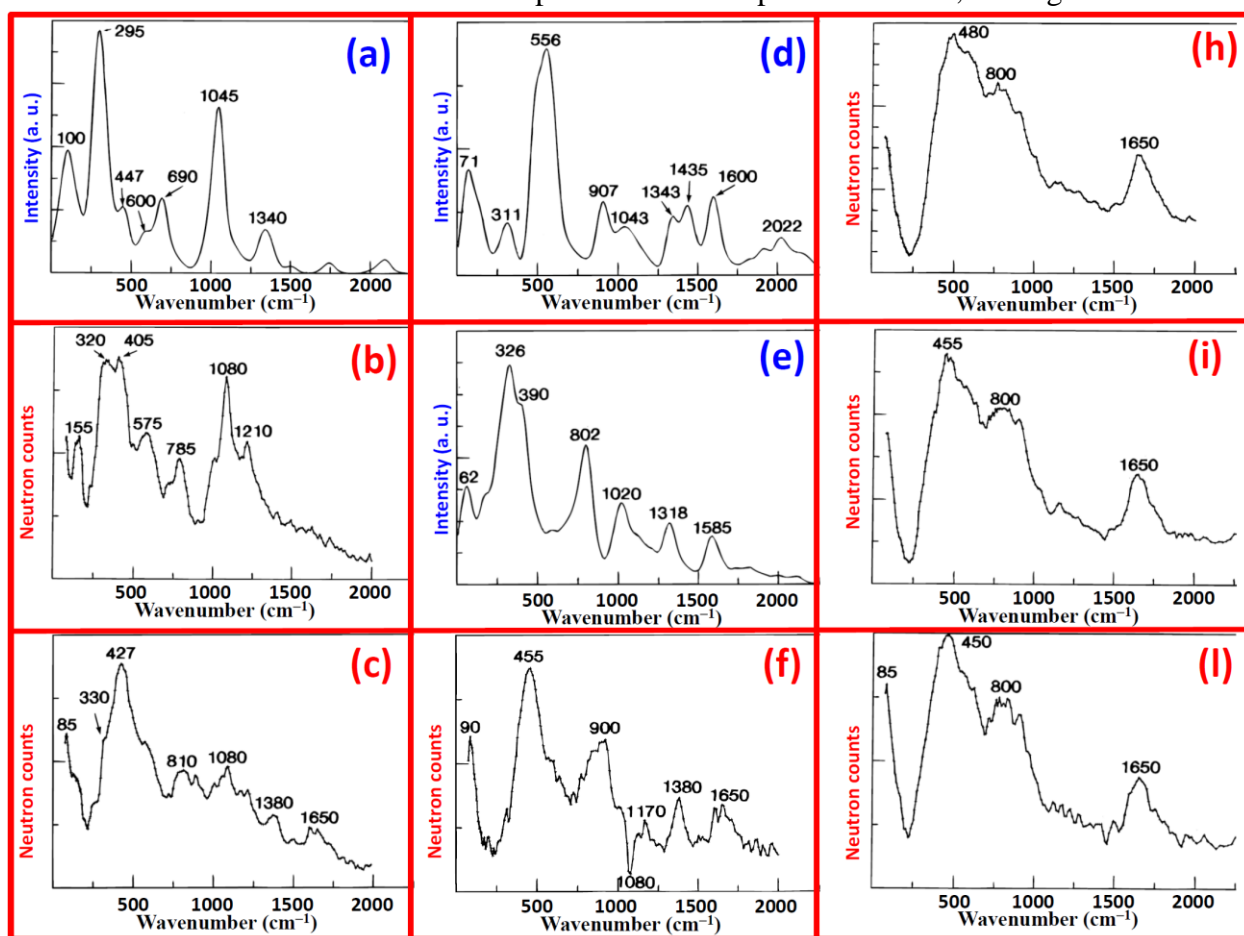 (a)
Intensity (a. u.)
295
100
447
600
690
1045
1340
500 1000 1500 2000
Wavenumber (cm–1)
(d)
Intensity (a. u.)
556
71
311
907
1043
1343
1435
1600
2022
500 1000 1500 2000
Wavenumber (cm–1)
(h)
Neutron counts
480
800
1650
500 1000 1500 2000
Wavenumber (cm–1)
(b)
Neutron counts
320 405
155
575
785
1080
1210
500 1000 1500 2000
Wavenumber (cm–1)
(e)
Intensity (a. u.)
326
390
62
802
1020
1318
1585
500 1000 1500 2000
Wavenumber (cm–1)
(i)
Neutron counts
455
800
1650
500 1000 1500 2000
Wavenumber (cm–1)
(c)
Neutron counts
427
330
85
810
1080
1380
1650
500 1000 1500 2000
Wavenumber (cm–1)
(f)
Neutron counts
455
90
900
1170
1380
1650
1080
500 1000 1500 2000
Wavenumber (cm–1)
(l)
Neutron counts
450
85
800
1650
500 1000 1500 2000
Wavenumber (cm–1)